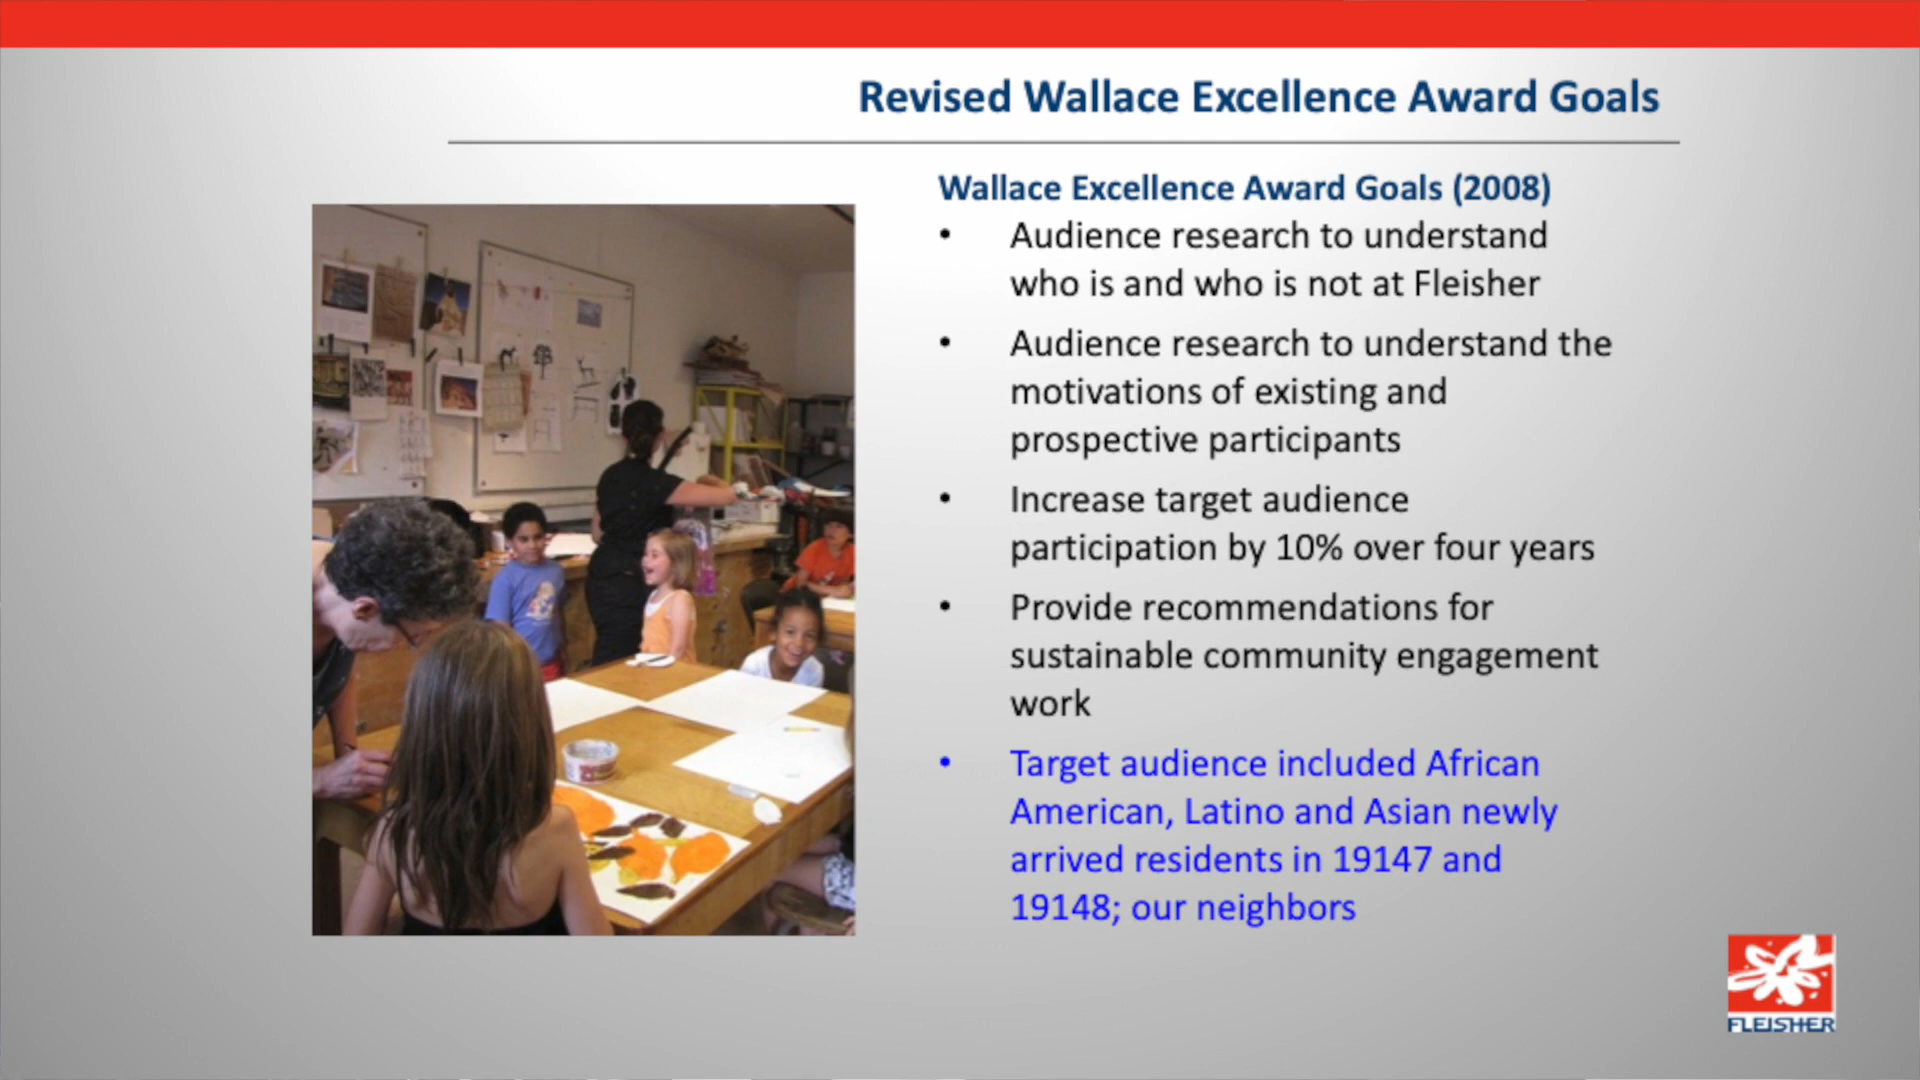 Revised Wallace Excellence Award Goals
Wallace Excellence Award Goals (2008)
• Audience research to understand
who is and who is not at Fleisher
• Audience research to understand the
motivations of existing and
prospective participants
• Increase target audience
participation by 10% over four years
• Provide recommendations for
sustainable community engagement
work
• Target audience included African
American, Latino and Asian newly
arrived residents in 19147 and
19148; our neighbors
FLEISHER